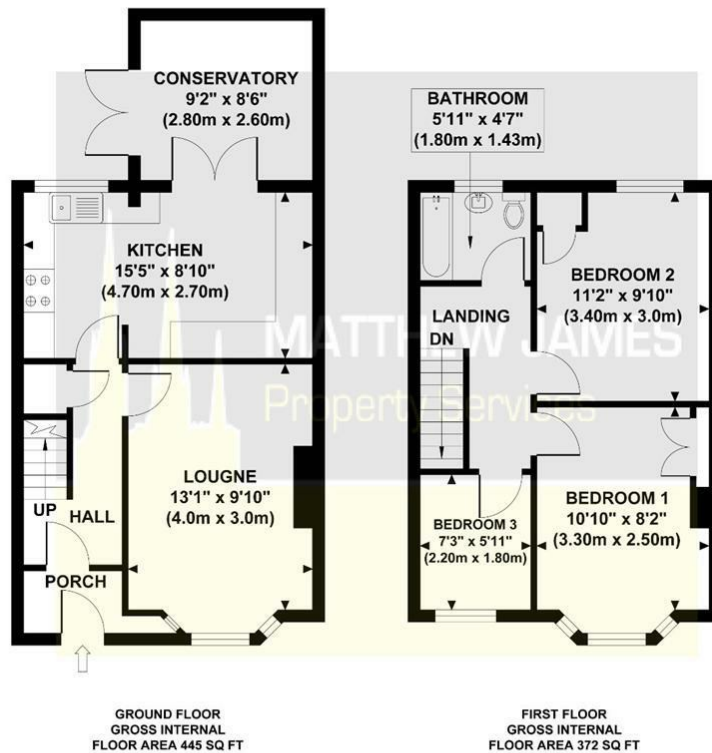 CONSERVATORY
9'2" x 8'6"
(2.80m x 2.60m)
KITCHEN
15'5" x 8'10"
(4.70m x 2.70m)
LOUGNE
13'1" x 9'10"
(4.0m x 3.0m)
UP
HALL
PORCH
BATHROOM
5'11" x 4'7"
(1.80m x 1.43m)
BEDROOM 2
11'2" x 9'10"
(3.40m x 3.0m)
LANDING
DN
BEDROOM 3
7'3" x 5'11"
(2.20m x 1.80m)
BEDROOM 1
10'10" x 8'2"
(3.30m x 2.50m)
MATTHEW JAMES
Property Services
GROUND FLOOR
GROSS INTERNAL
FLOOR AREA 445 SQ FT
FIRST FLOOR
GROSS INTERNAL
FLOOR AREA 372 SQ FT